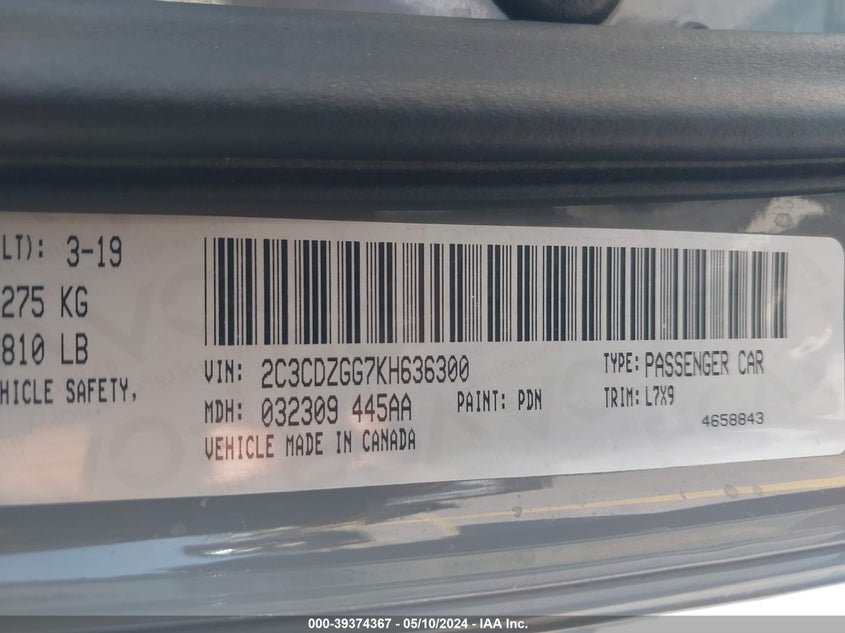 LT): 3-19
275 KG
810 LB
HICLE SAFETY,
VIN: 2C3CDZGG7KH636300
TYPE: PASSENGER CAR
MDH: 032309 445AA
PAINT: PDN
TRIM: L7X9
VEHICLE MADE IN CANADA
4658843
000-39374367 - 05/10/2024 - IAA Inc.